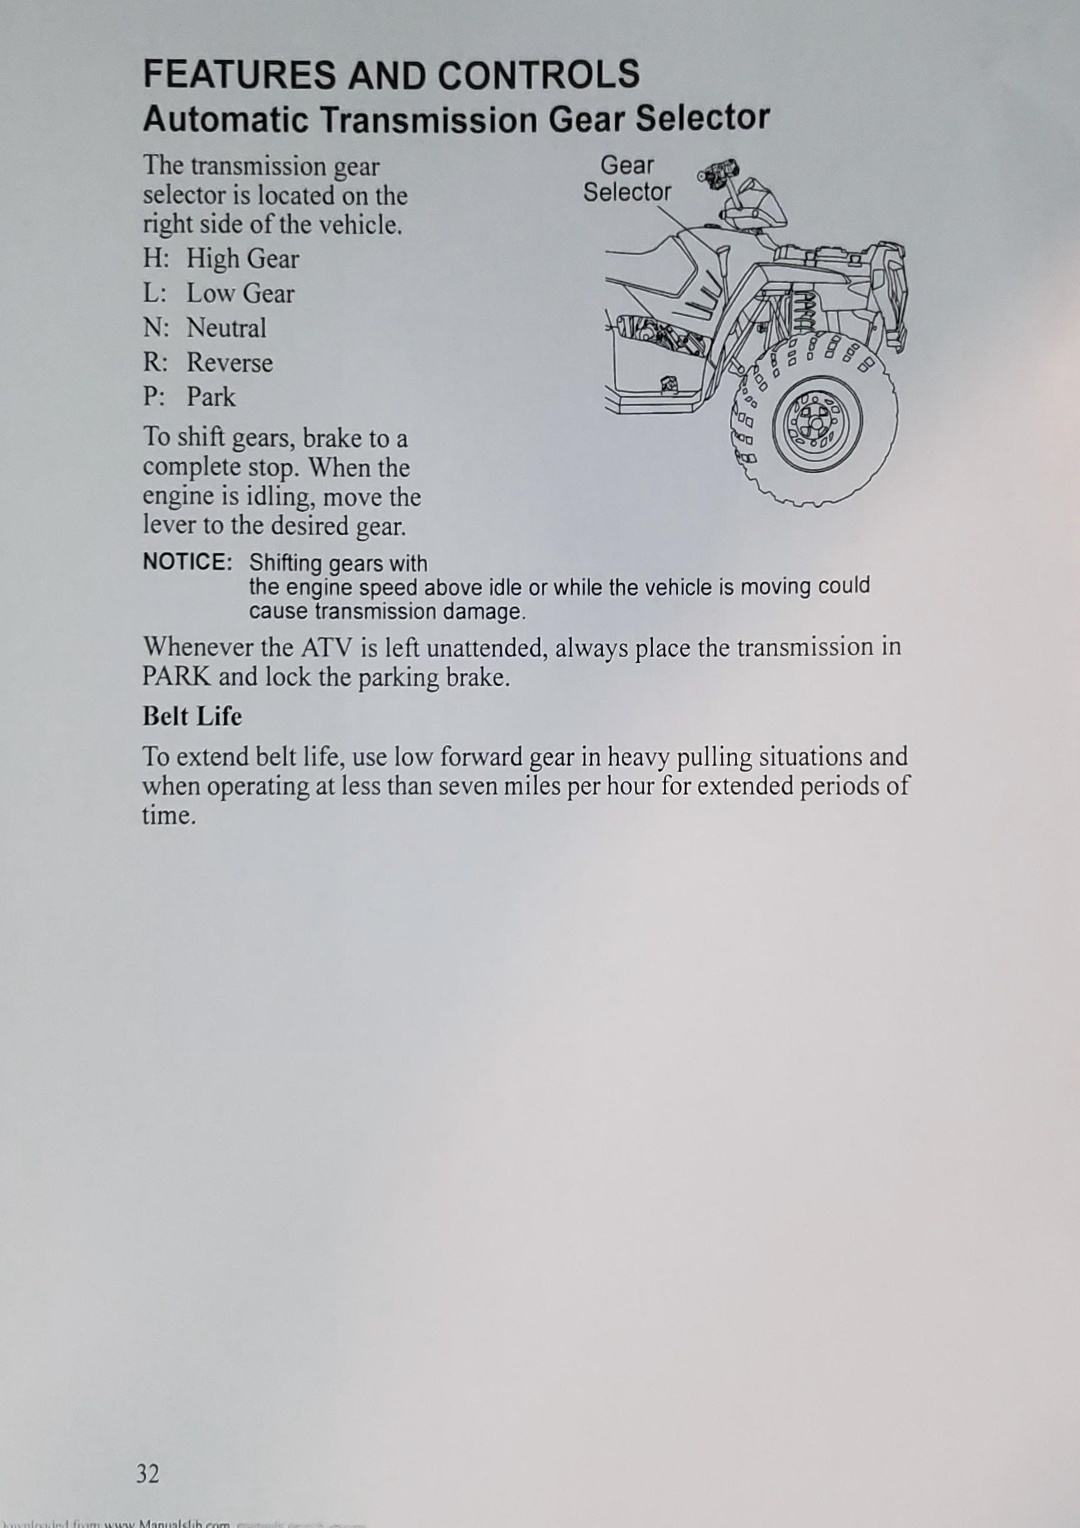 FEATURES AND CONTROLS
Automatic Transmission Gear Selector
The transmission gear
selector is located on the
right side of the vehicle.
H: High Gear
L: Low Gear
N: Neutral
R: Reverse
P: Park
Gear
Selector
To shift gears, brake to a
complete stop. When the
engine is idling, move the
lever to the desired gear.
NOTICE: Shifting gears with
the engine speed above idle or while the vehicle is moving could
cause transmission damage.
Whenever the ATV is left unattended, always place the transmission in
PARK and lock the parking brake.
Belt Life
To extend belt life, use low forward gear in heavy pulling situations and
when operating at less than seven miles per hour for extended periods of
time.
32
Downloaded from www.Manualslib.com